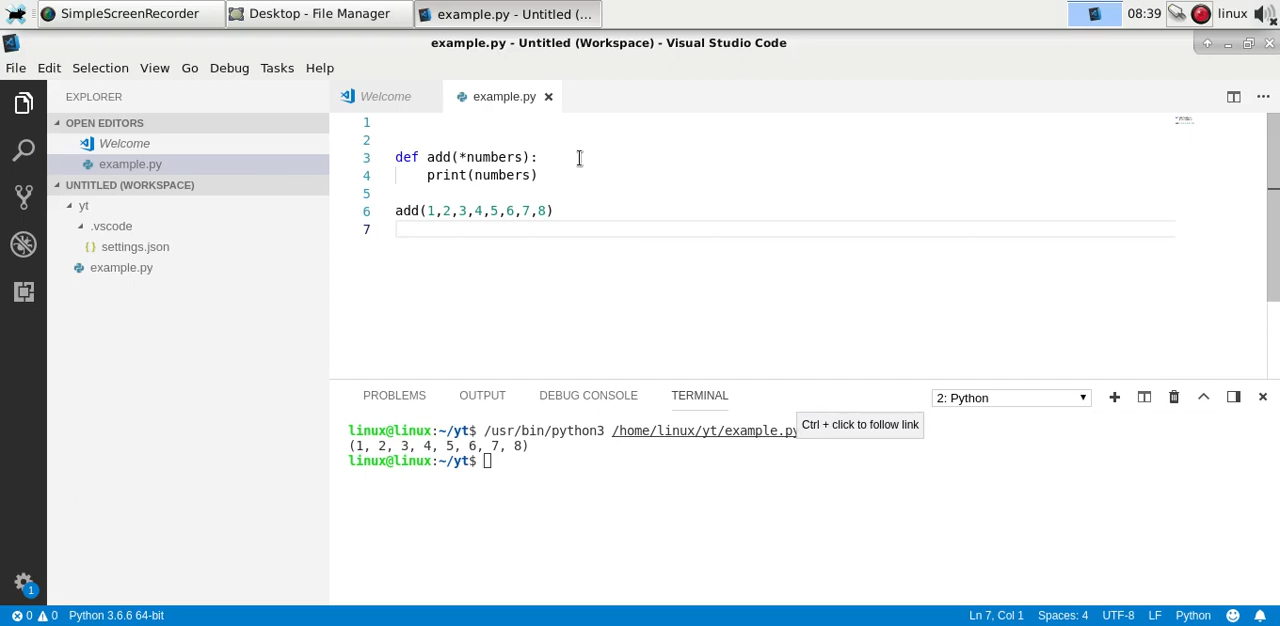 SimpleScreenRecorder
Desktop - File Manager
example.py - Untitled (...
08:39
linux
example.py - Untitled (Workspace) - Visual Studio Code
File Edit Selection View Go Debug Tasks Help
EXPLORER
OPEN EDITORS
Welcome
example.py
UNTITLED (WORKSPACE)
yt
.vscode
{} settings.json
example.py
Welcome
example.py
1
2
3 def add(*numbers):
4     print(numbers)
5
6 add(1,2,3,4,5,6,7,8)
7
PROBLEMS OUTPUT DEBUG CONSOLE TERMINAL
2: Python
Ctrl + click to follow link
linux@linux:~/yt$ /usr/bin/python3 /home/linux/yt/example.py
(1, 2, 3, 4, 5, 6, 7, 8)
linux@linux:~/yt$
1
0 0 Python 3.6.6 64-bit
Ln 7, Col 1 Spaces: 4 UTF-8 LF Python